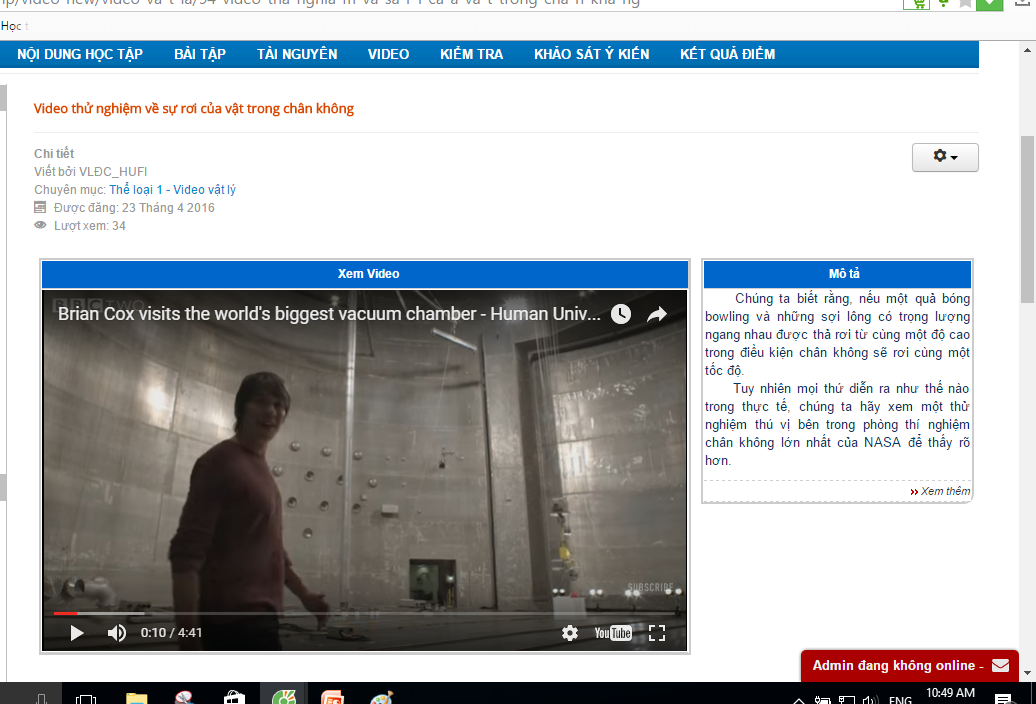 Học
NỘI DUNG HỌC TẬP BÀI TẬP TÀI NGUYÊN VIDEO KIỂM TRA KHẢO SÁT Ý KIẾN KẾT QUẢ ĐIỂM
Video thử nghiệm về sự rơi của vật trong chân không
Chi tiết
Viết bởi VLĐC_HUFI
Chuyên mục: Thể loại 1 - Video vật lý
Được đăng: 23 Tháng 4 2016
Lượt xem: 34
Xem Video
BBC TWO
Brian Cox visits the world's biggest vacuum chamber - Human Univ...
SUBSCRIBE
0:10 / 4:41
YouTube
Mô tả
Chúng ta biết rằng, nếu một quả bóng
bowling và những sợi lông có trọng lượng
ngang nhau được thả rơi từ cùng một độ cao
trong điều kiện chân không sẽ rơi cùng một
tốc độ.
Tuy nhiên mọi thứ diễn ra như thế nào
trong thực tế, chúng ta hãy xem một thử
nghiệm thú vị bên trong phòng thí nghiệm
chân không lớn nhất của NASA để thấy rõ
hơn.
Xem thêm
Admin đang không online -
ENG
10:49 AM